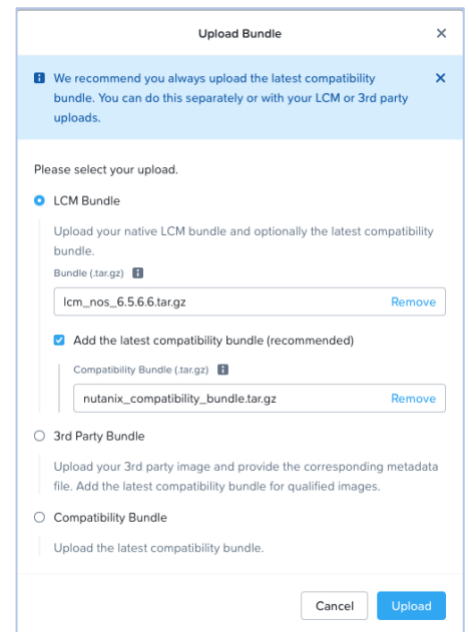 Upload Bundle
We recommend you always upload the latest compatibility
bundle. You can do this separately or with your LCM or 3rd party
uploads.
Please select your upload.
LCM Bundle
Upload your native LCM bundle and optionally the latest compatibility
bundle.
Bundle (.tar.gz)
lcm_nos_6.5.6.6.tar.gz Remove
Add the latest compatibility bundle (recommended)
Compatibility Bundle (.tar.gz)
nutanix_compatibility_bundle.tar.gz Remove
3rd Party Bundle
Upload your 3rd party image and provide the corresponding metadata
file. Add the latest compatibility bundle for qualified images.
Compatibility Bundle
Upload the latest compatibility bundle.
Cancel Upload